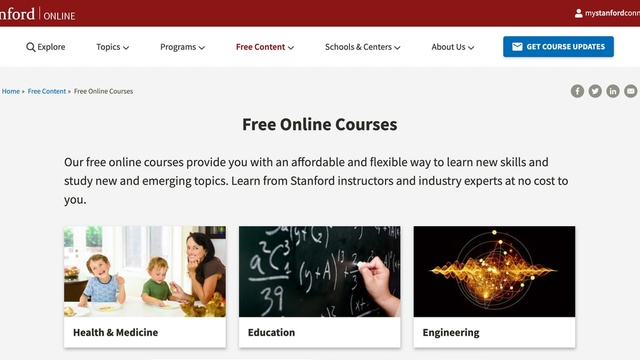 nford | ONLINE
mystanfordconn
Explore
Topics
Programs
Free Content
Schools & Centers
About Us
GET COURSE UPDATES
Home » Free Content » Free Online Courses
Free Online Courses
Our free online courses provide you with an affordable and flexible way to learn new skills and
study new and emerging topics. Learn from Stanford instructors and industry experts at no cost to
you.
Health & Medicine
Education
Engineering